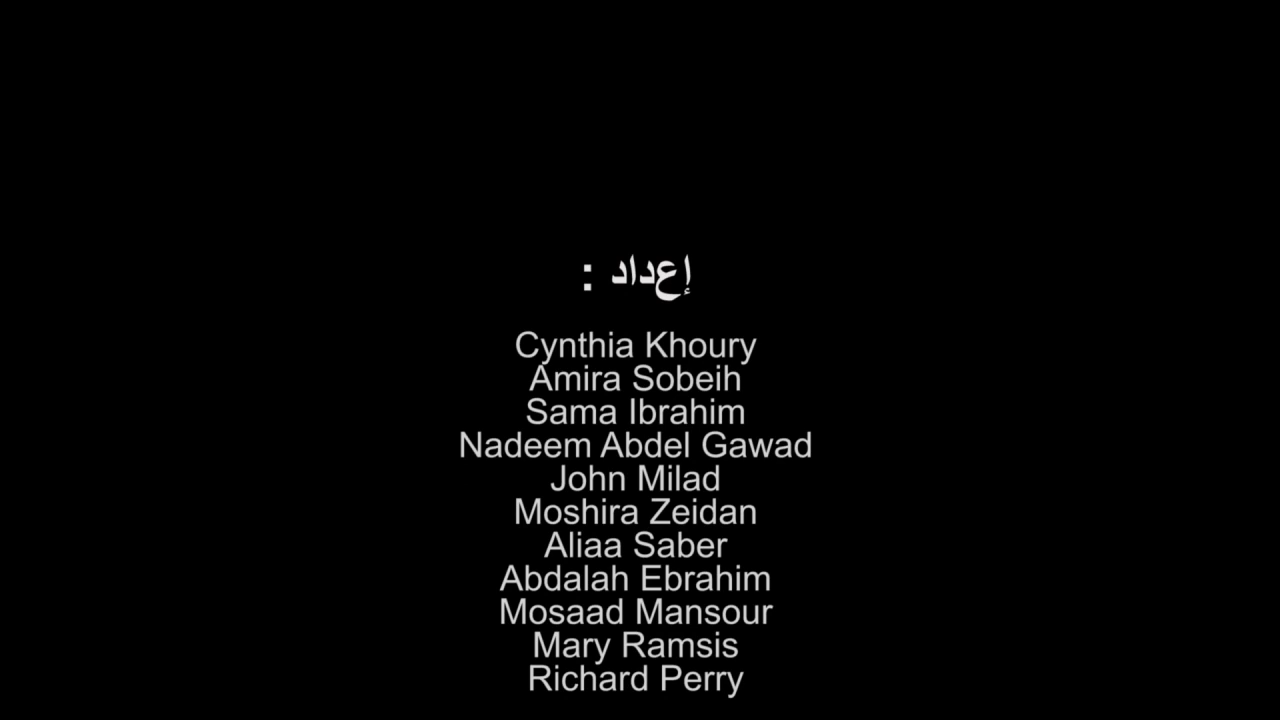 إعداد :
Cynthia Khoury
Amira Sobeih
Sama Ibrahim
Nadeem Abdel Gawad
John Milad
Moshira Zeidan
Aliaa Saber
Abdalah Ebrahim
Mosaad Mansour
Mary Ramsis
Richard Perry